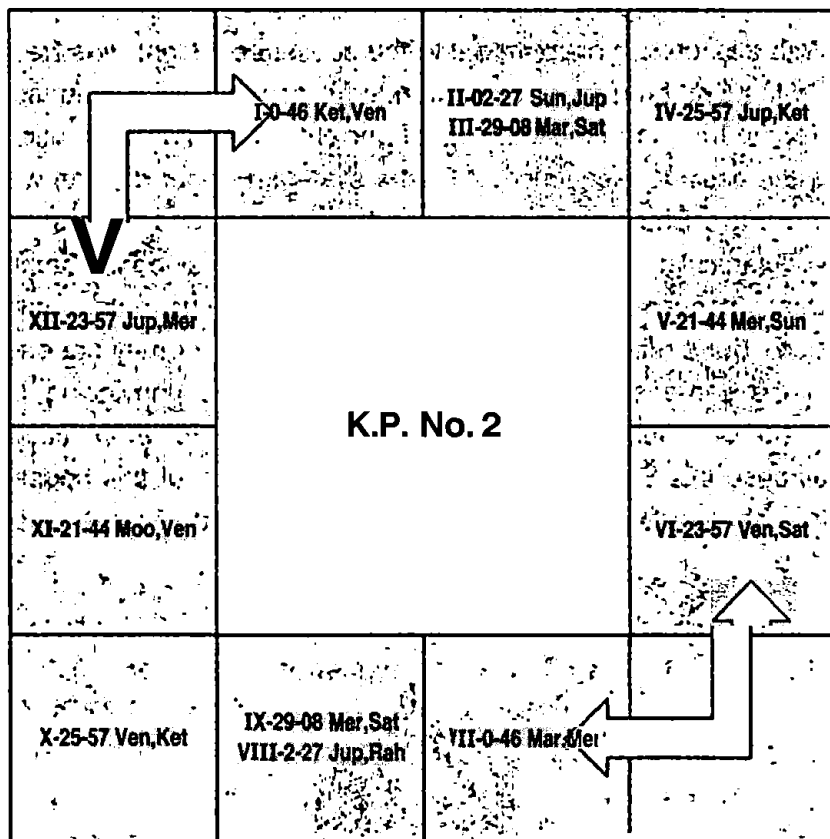 I-0-46 Ket,Ven
II-02-27 Sun,Jup
III-29-08 Mar,Sat
IV-25-57 Jup,Ket
XII-23-57 Jup,Mer
V-21-44 Mer,Sun
K.P. No. 2
XI-21-44 Moo,Ven
VI-23-57 Ven,Sat
X-25-57 Ven,Ket
IX-29-08 Mer,Sat
VIII-2-27 Jup,Rah
VII-0-46 Mar,Mer